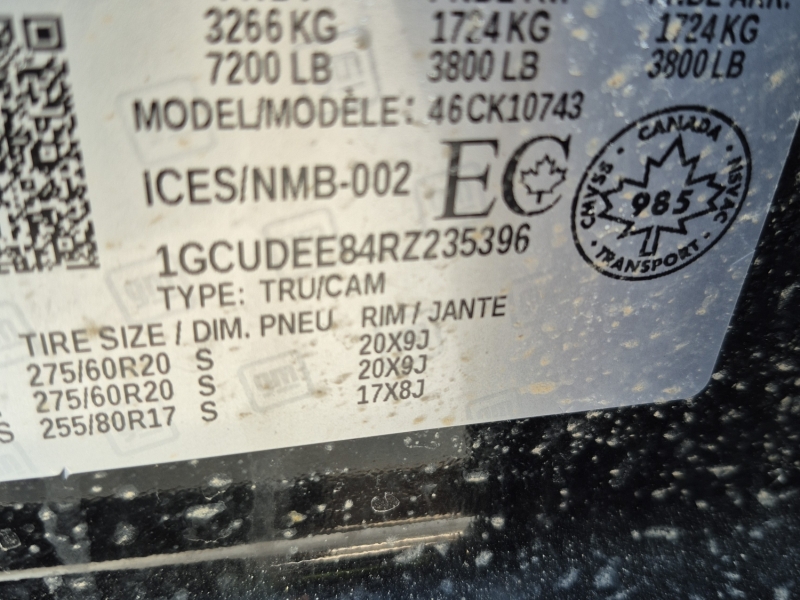 3266 KG 1724 KG 1724 KG
7200 LB 3800 LB 3800 LB
MODEL/MODÈLE: 46CK10743
ICES/NMB-002 EC
CANADA
CMVSS 985 NSVAC
TRANSPORT
1GCUDEE84RZ235396
TYPE: TRU/CAM
TIRE SIZE / DIM. PNEU RIM / JANTE
275/60R20 S 20X9J
275/60R20 S 20X9J
S 255/80R17 S 17X8J